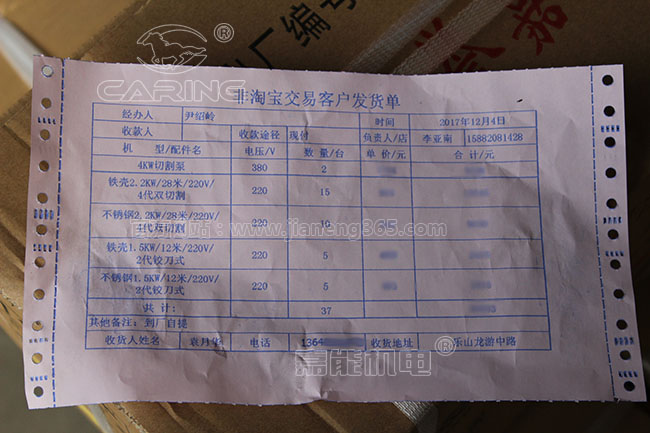 厂编号
CARING®
非淘宝交易客户发货单
经办人 尹绍岭 时间 2017年12月4日
收款人 收款途径 现付 负责人/店 李亚南 15882081428
机 型/配件名 电压/V 数 量/台 单 价/元 合 计/元
4KW切割泵 380 2
铁壳2.2KW/28米/220V/
4代双切割 220 15
不锈钢2.2KW/28米/220V/
4代双切割 220 10
www.jianeng365.com
铁壳1.5KW/12米/220V/
2代铰刀式 220 5
不锈钢1.5KW/12米/220V/
2代铰刀式 220 5
共 计: 37
其他备注: 到厂自提
收货人姓名 袁月华 电话 1364 收货地址 乐山龙游中路
嘉能机电®